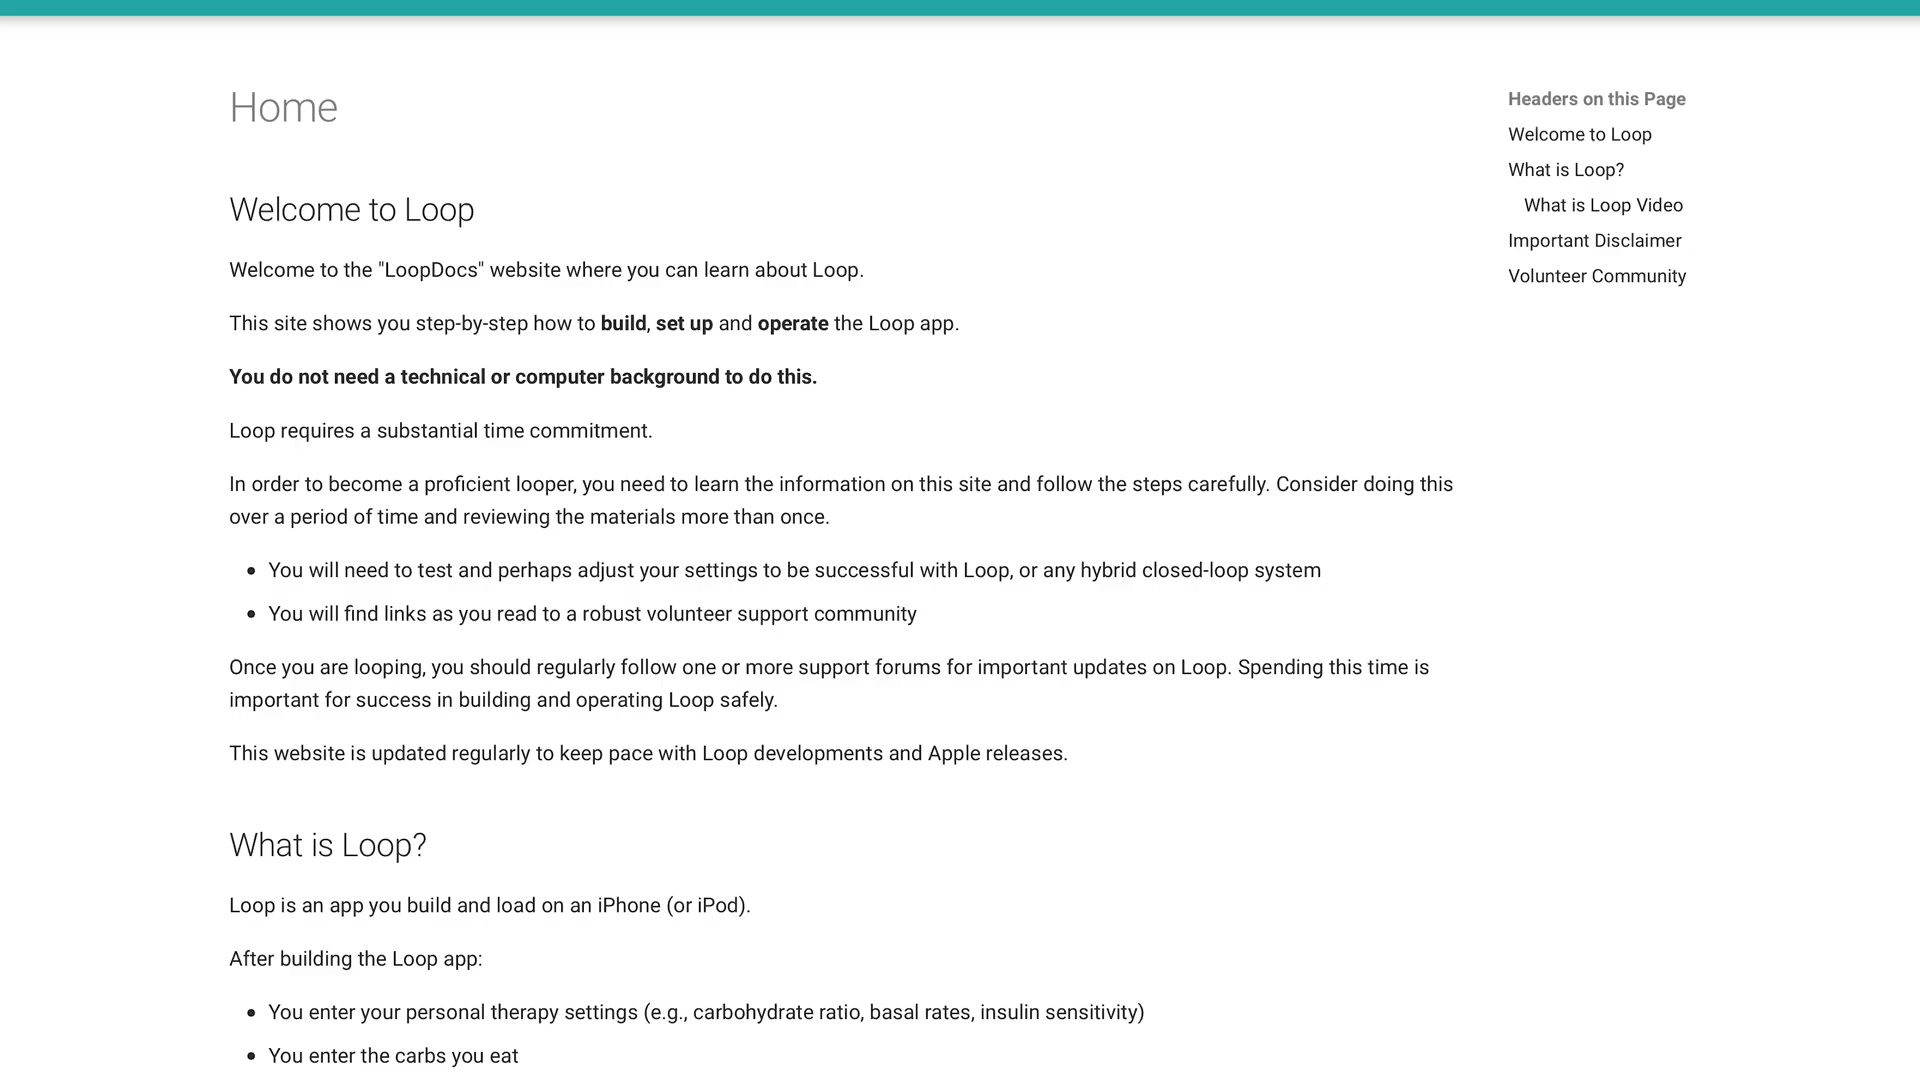 Home
Headers on this Page
Welcome to Loop
What is Loop?
What is Loop Video
Important Disclaimer
Volunteer Community
Welcome to Loop
Welcome to the "LoopDocs" website where you can learn about Loop.
This site shows you step-by-step how to build, set up and operate the Loop app.
You do not need a technical or computer background to do this.
Loop requires a substantial time commitment.
In order to become a proficient looper, you need to learn the information on this site and follow the steps carefully. Consider doing this
over a period of time and reviewing the materials more than once.
• You will need to test and perhaps adjust your settings to be successful with Loop, or any hybrid closed-loop system
• You will find links as you read to a robust volunteer support community
Once you are looping, you should regularly follow one or more support forums for important updates on Loop. Spending this time is
important for success in building and operating Loop safely.
This website is updated regularly to keep pace with Loop developments and Apple releases.
What is Loop?
Loop is an app you build and load on an iPhone (or iPod).
After building the Loop app:
• You enter your personal therapy settings (e.g., carbohydrate ratio, basal rates, insulin sensitivity)
• You enter the carbs you eat